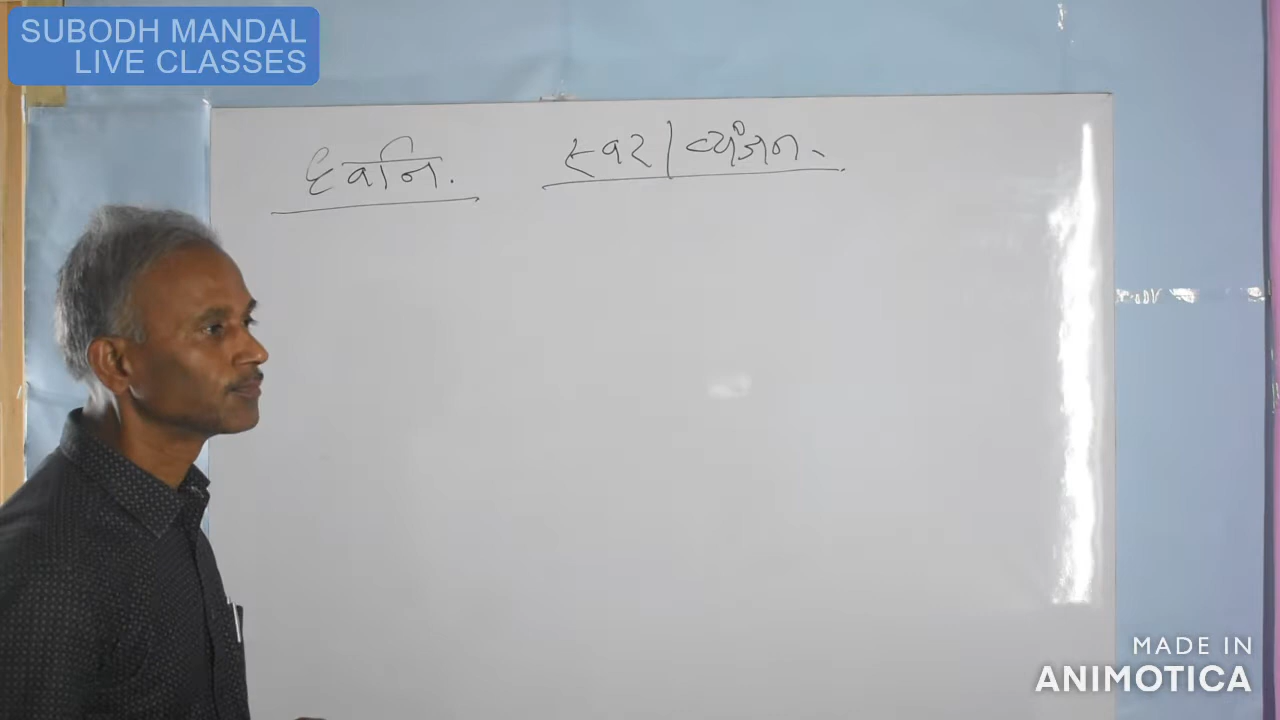 SUBODH MANDAL
LIVE CLASSES
ध्वनि. स्वर | व्यंजन
MADE IN
ANIMOTICA